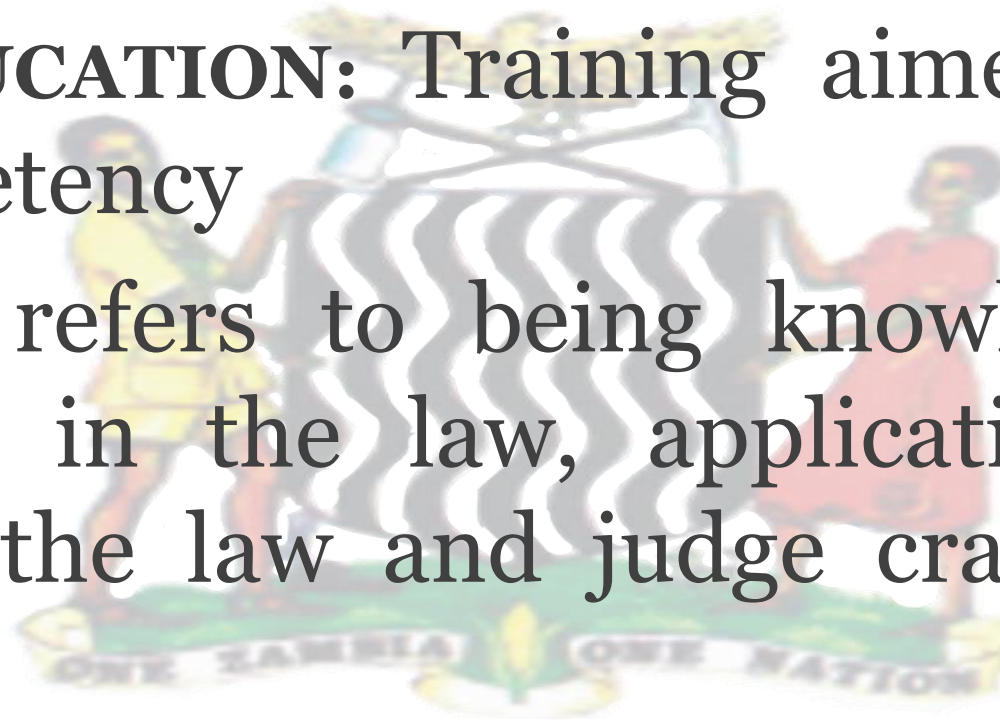 UCATION: Training aime
etency
refers to being knowl
in the law, applicati
the law and judge cra
ONE ZAMBIA ONE NATION